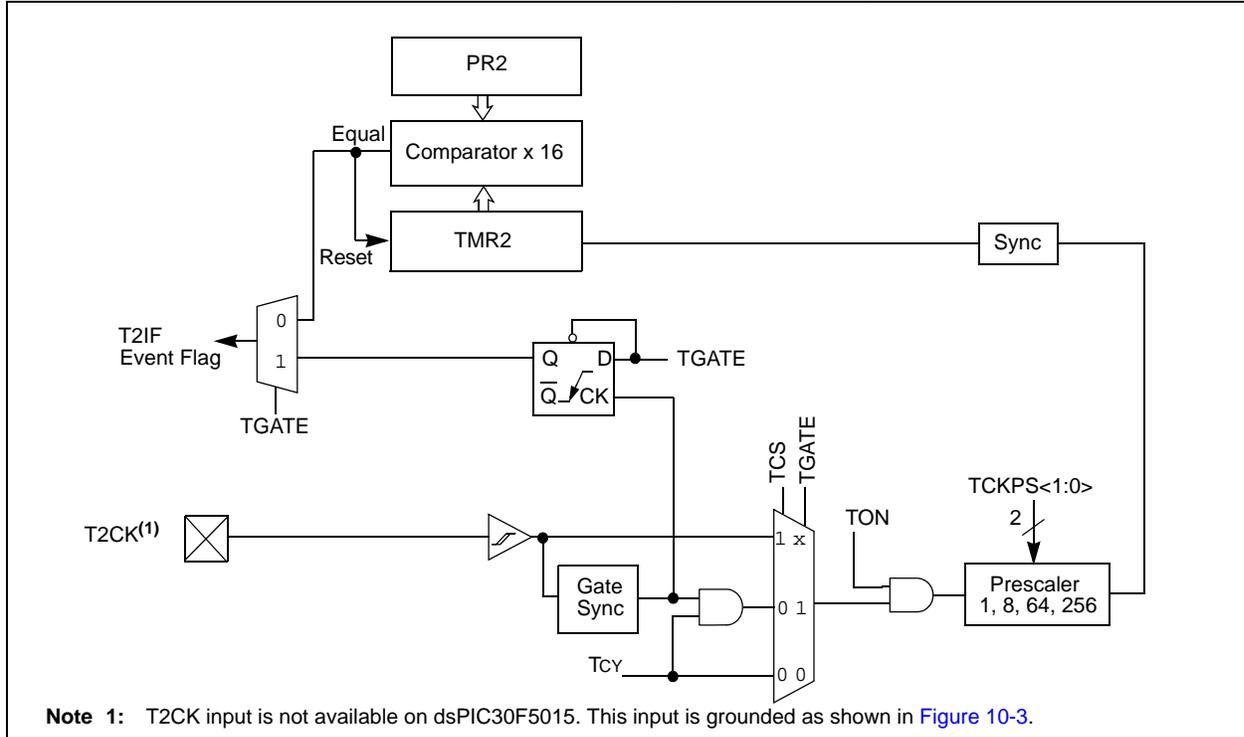 PR2
Equal
Comparator x 16
TMR2
Reset
Sync
0
T2IF
Event Flag
1
TGATE
Q
D
TGATE
Q
CK
TCS
TGATE
TCKPS<1:0>
2
TON
T2CK(1)
1 x
Gate
Sync
0 1
Prescaler
1, 8, 64, 256
TCY
0 0
Note 1: T2CK input is not available on dsPIC30F5015. This input is grounded as shown in Figure 10-3.